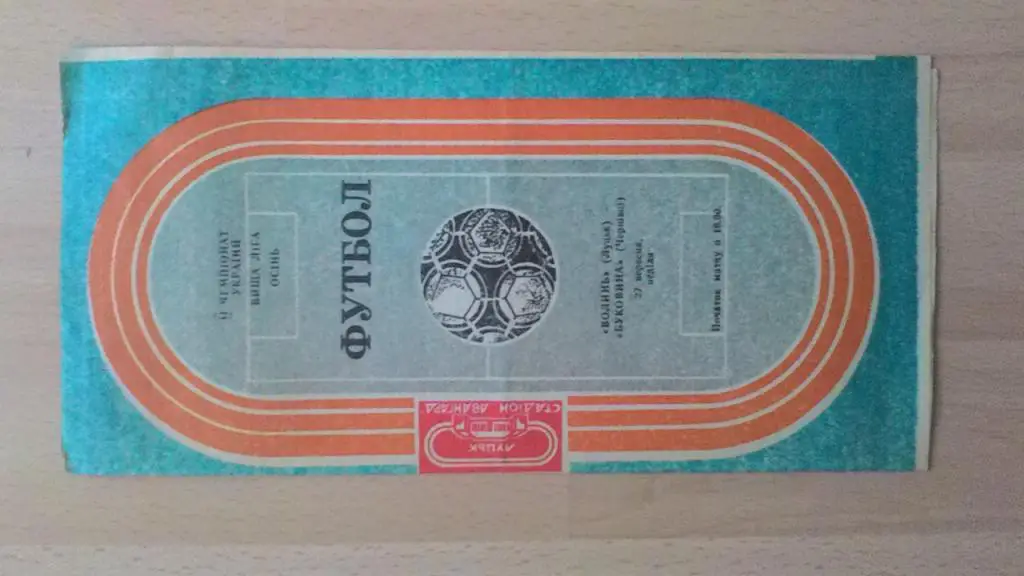 II ЧЕМПІОНАТ
УКРАЇНИ
ВИЩА ЛІГА
ОСІНЬ
ФУТБОЛ
«ВОЛИНЬ» (Луцьк)
«БУКОВИНА» (Чернівці)
27 вересня,
неділя
Початок матчу о 18.00.
СТАДІОН АВАНГАРД
ЛУЦЬК